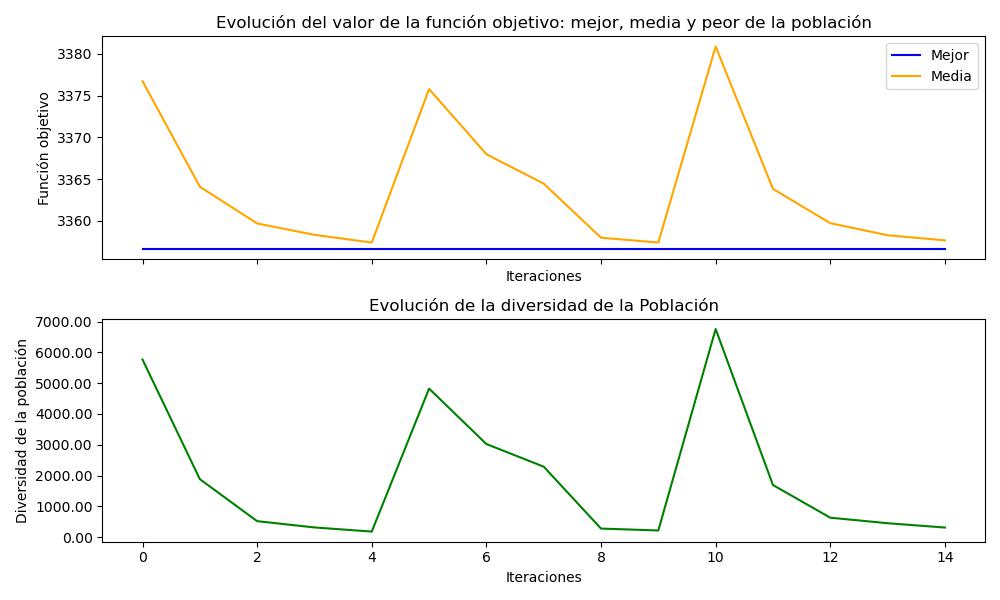 Evolución del valor de la función objetivo: mejor, media y peor de la población
Función objetivo
3380
3375
3370
3365
3360
Mejor
Media
Iteraciones
Evolución de la diversidad de la Población
Diversidad de la población
7000.00
6000.00
5000.00
4000.00
3000.00
2000.00
1000.00
0.00
0 2 4 6 8 10 12 14
Iteraciones